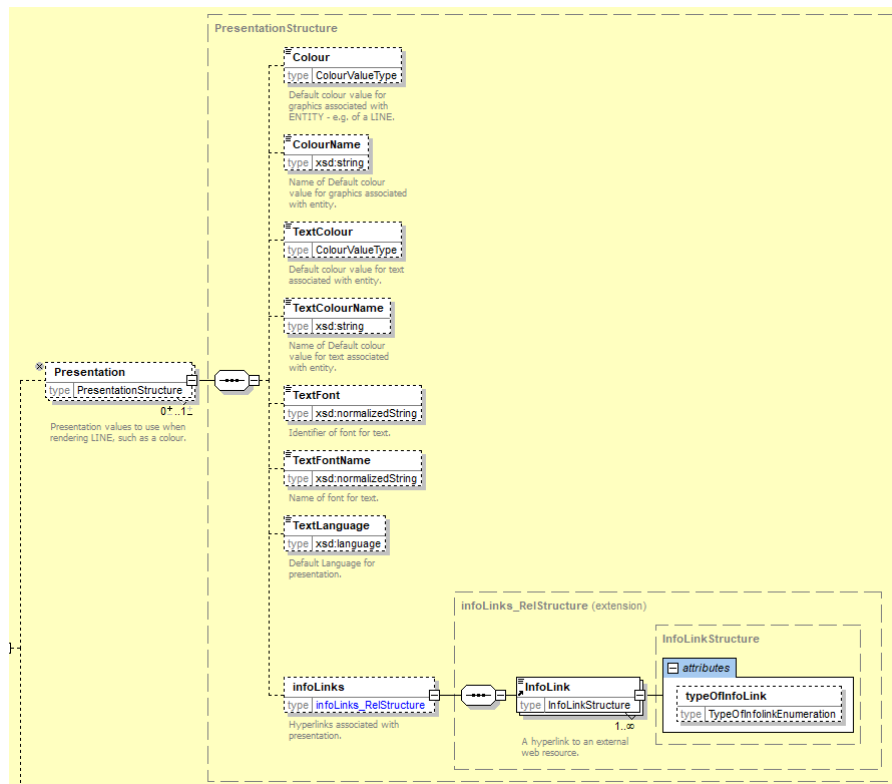 PresentationStructure
Colour
type ColourValueType
Default colour value for
graphics associated with
ENTITY - e.g. of a LINE.
ColourName
type xsd:string
Name of Default colour
value for graphics associated
with entity.
TextColour
type ColourValueType
Default colour value for text
associated with entity.
TextColourName
type xsd:string
Name of Default colour
value for text associated
with entity.
Presentation
type PresentationStructure
0+..1±
Presentation values to use when
rendering LINE, such as a colour.
TextFont
type xsd:normalizedString
Identifier of font for text.
TextFontName
type xsd:normalizedString
Name of font for text.
TextLanguage
type xsd:language
Default Language for
presentation.
infoLinks_RelStructure (extension)
InfoLinkStructure
attributes
infoLinks
type infoLinks_RelStructure
Hyperlinks associated with
presentation.
InfoLink
type InfoLinkStructure
1..∞
A hyperlink to an external
web resource.
typeOfInfoLink
type TypeOfInfolinkEnumeration